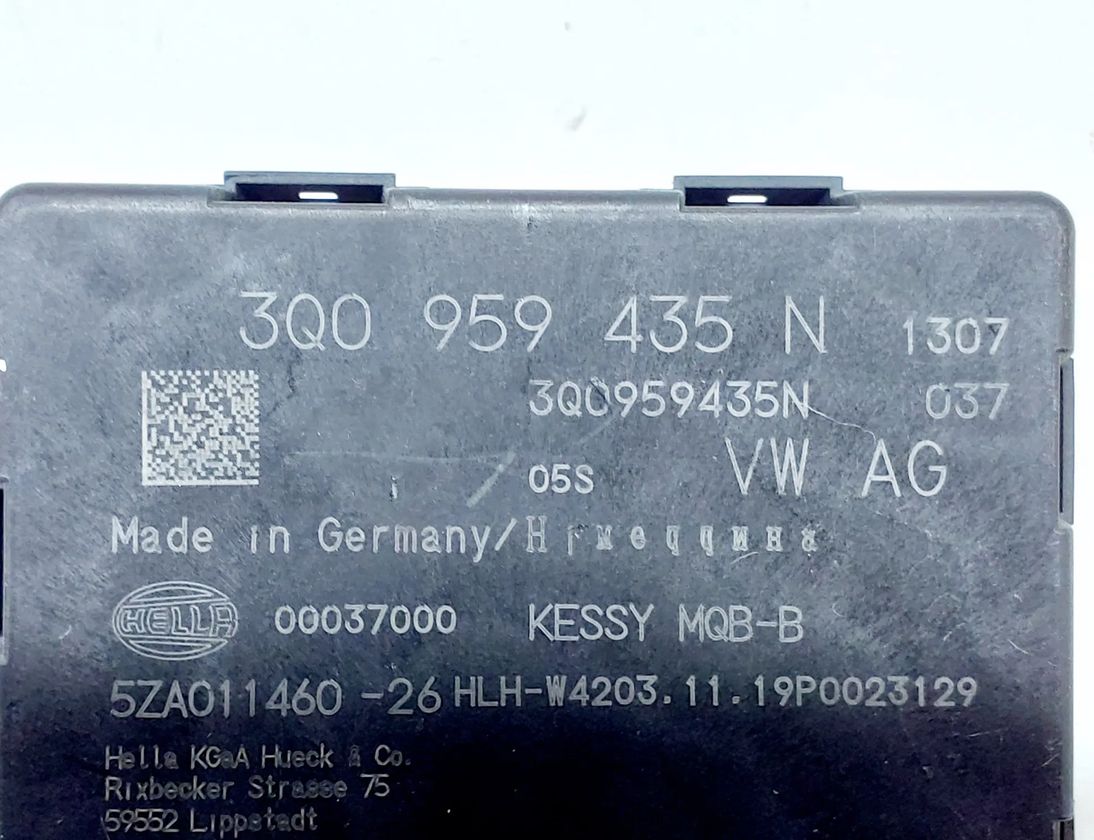 3Q0 959 435 N 1307
3Q0959435N 037
05S VW AG
Made in Germany/
HELLA 00037000 KESSY MQB-B
5ZA011460-26 HLH-W4203.11.19P0023129
Hella KGaA Hueck & Co.
Rixbecker Strasse 75
59552 Lippstadt